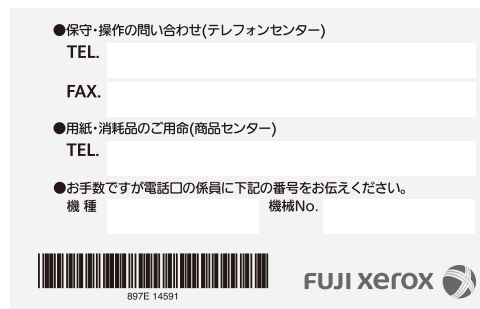 ●保守・操作の問い合わせ(テレフォンセンター)
TEL.
FAX.
●用紙・消耗品のご用命(商品センター)
TEL.
●お手数ですが電話口の係員に下記の番号をお伝えください。
機種 機械No.
897E 14591
FUJI xerox